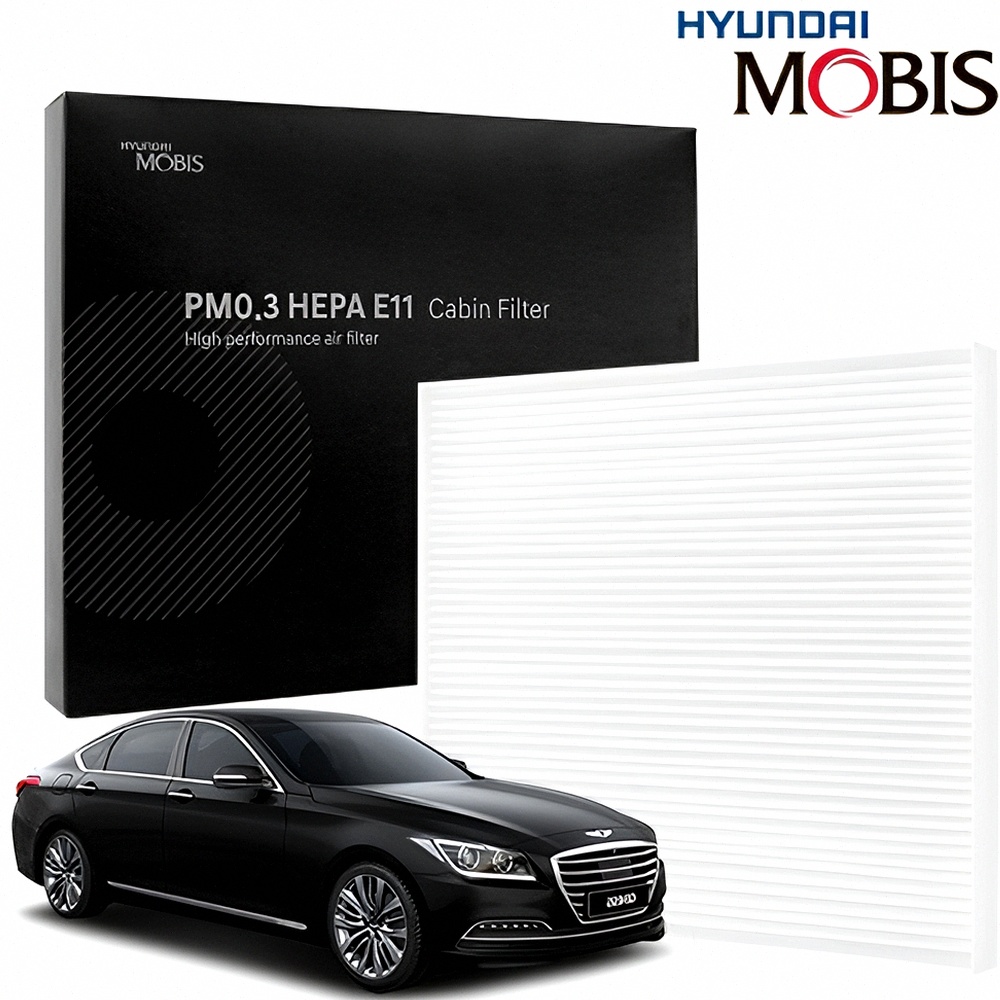 HYUNDAI
MOBIS
HYUNDAI
MOBIS
PM0.3 HEPA E11 Cabin Filter
High performance air filter